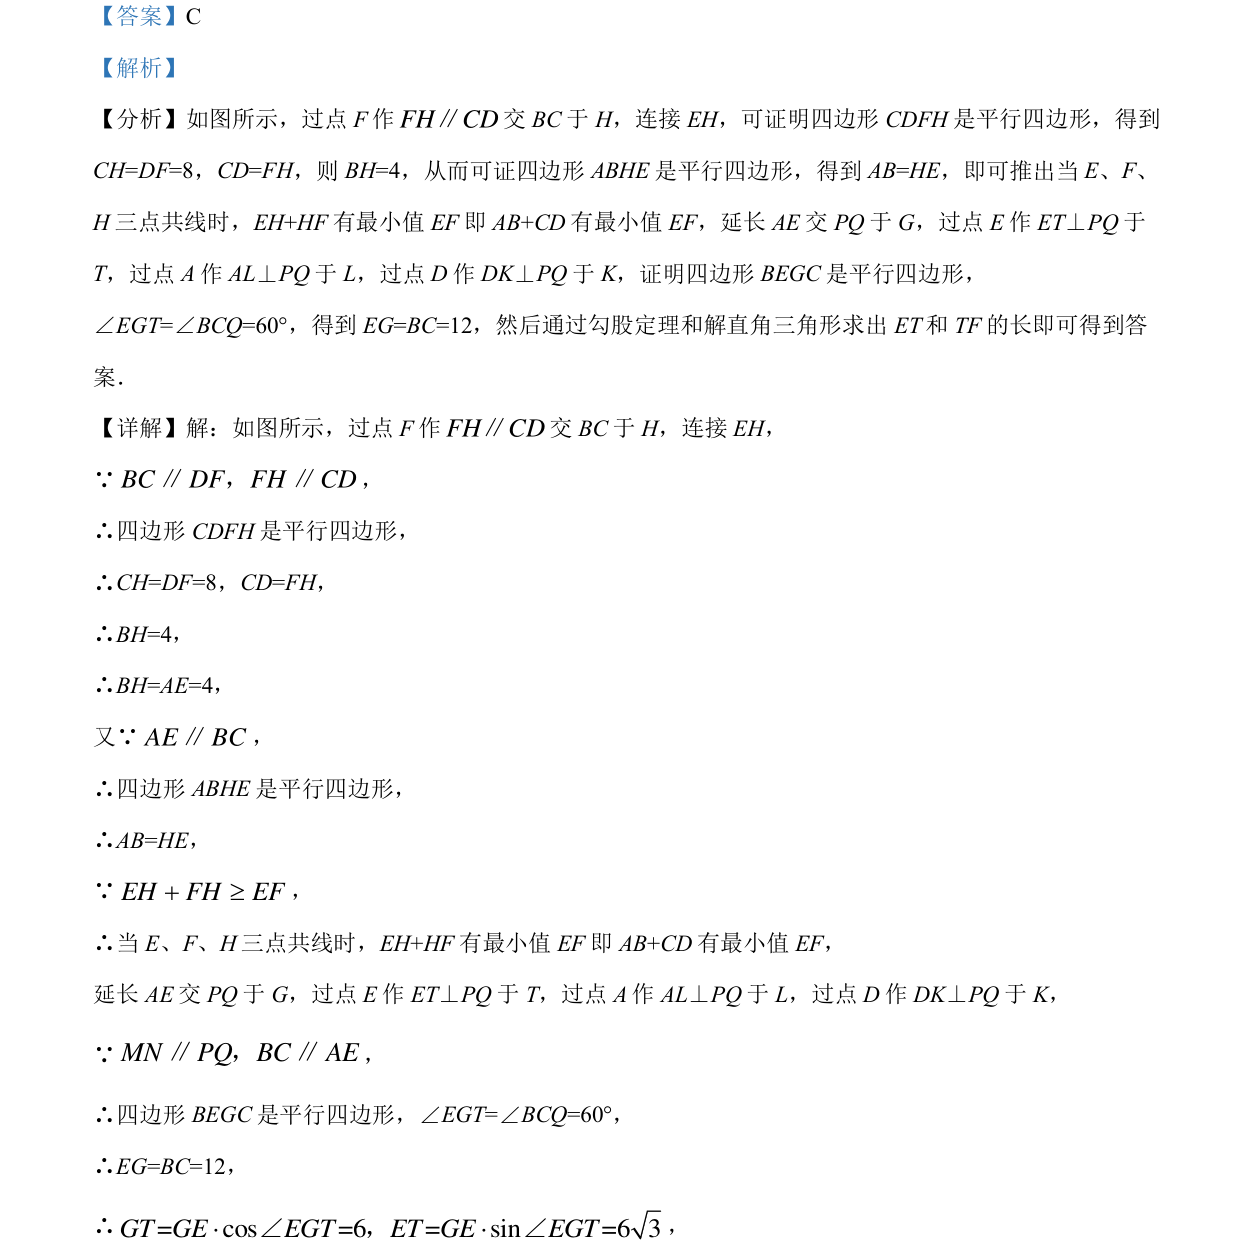 【答案】C
【解析】
【分析】如图所示，过点 F 作 FH∥CD 交 BC 于 H，连接 EH，可证明四边形 CDFH 是平行四边形，得到
CH=DF=8，CD=FH，则 BH=4，从而可证四边形 ABHE 是平行四边形，得到 AB=HE，即可推出当 E、F、
H 三点共线时，EH+HF 有最小值 EF 即 AB+CD 有最小值 EF，延长 AE 交 PQ 于 G，过点 E 作 ET⊥PQ 于
T，过点 A 作 AL⊥PQ 于 L，过点 D 作 DK⊥PQ 于 K，证明四边形 BEGC 是平行四边形，
∠EGT=∠BCQ=60°，得到 EG=BC=12，然后通过勾股定理和解直角三角形求出 ET 和 TF 的长即可得到答
案．
【详解】解：如图所示，过点 F 作 FH∥CD 交 BC 于 H，连接 EH，
∵ BC∥DF，FH∥CD，
∴四边形 CDFH 是平行四边形，
∴CH=DF=8，CD=FH，
∴BH=4，
∴BH=AE=4，
又∵ AE∥BC，
∴四边形 ABHE 是平行四边形，
∴AB=HE，
∵ EH + FH ≥ EF，
∴当 E、F、H 三点共线时，EH+HF 有最小值 EF 即 AB+CD 有最小值 EF，
延长 AE 交 PQ 于 G，过点 E 作 ET⊥PQ 于 T，过点 A 作 AL⊥PQ 于 L，过点 D 作 DK⊥PQ 于 K，
∵ MN∥PQ，BC∥AE，
∴四边形 BEGC 是平行四边形，∠EGT=∠BCQ=60°，
∴EG=BC=12，
∴ GT=GE·cos∠EGT=6，ET=GE·sin∠EGT=6√3，